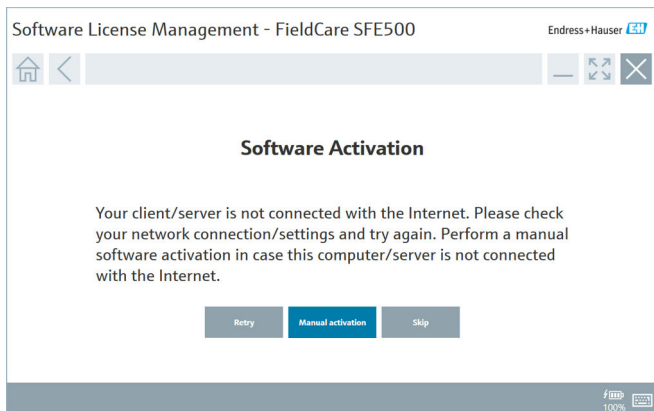 Software License Management - FieldCare SFE500
Endress+Hauser EH
Software Activation
Your client/server is not connected with the Internet. Please check
your network connection/settings and try again. Perform a manual
software activation in case this computer/server is not connected
with the Internet.
Retry
Manual activation
Skip
100%